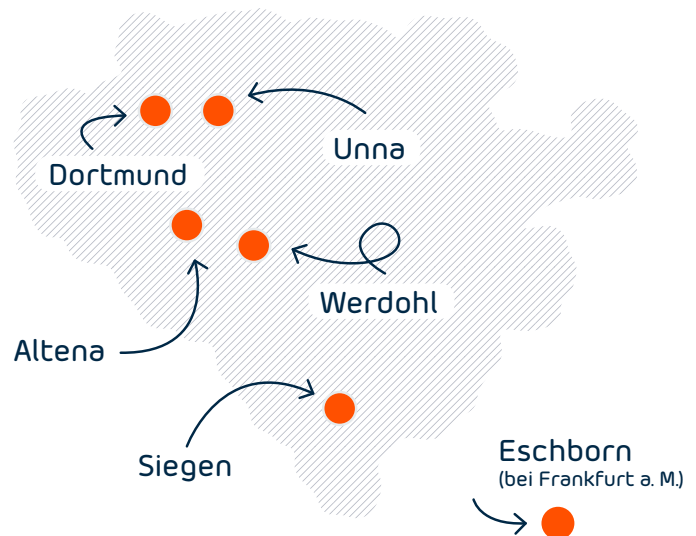 Unna
Dortmund
Werdohl
Altena
Siegen
Eschborn
(bei Frankfurt a. M.)